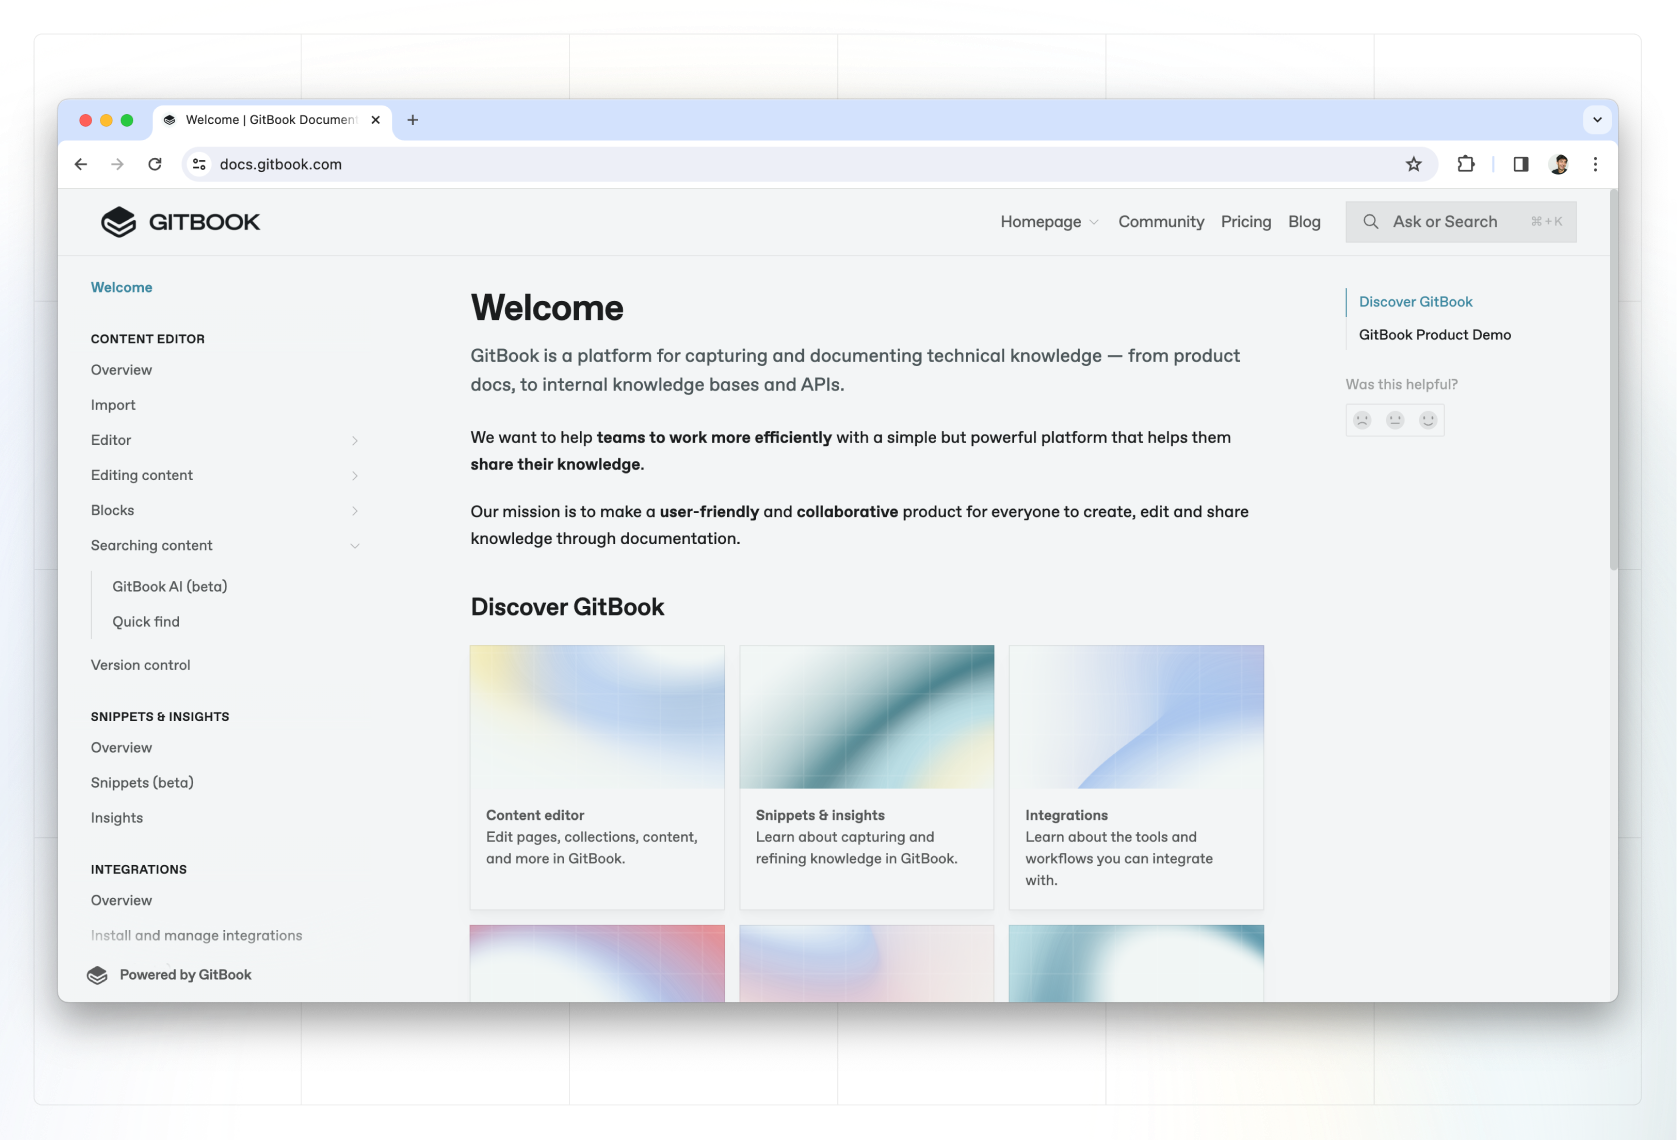 Welcome | GitBook Documen
docs.gitbook.com
GITBOOK
Homepage
Community
Pricing
Blog
Ask or Search
⌘+K
Welcome
CONTENT EDITOR
Overview
Import
Editor
Editing content
Blocks
Searching content
GitBook AI (beta)
Quick find
Version control
SNIPPETS & INSIGHTS
Overview
Snippets (beta)
Insights
INTEGRATIONS
Overview
Install and manage integrations
Powered by GitBook
Welcome
GitBook is a platform for capturing and documenting technical knowledge — from product
docs, to internal knowledge bases and APIs.
We want to help teams to work more efficiently with a simple but powerful platform that helps them
share their knowledge.
Our mission is to make a user-friendly and collaborative product for everyone to create, edit and share
knowledge through documentation.
Discover GitBook
Content editor
Edit pages, collections, content,
and more in GitBook.
Snippets & insights
Learn about capturing and
refining knowledge in GitBook.
Integrations
Learn about the tools and
workflows you can integrate
with.
Discover GitBook
GitBook Product Demo
Was this helpful?